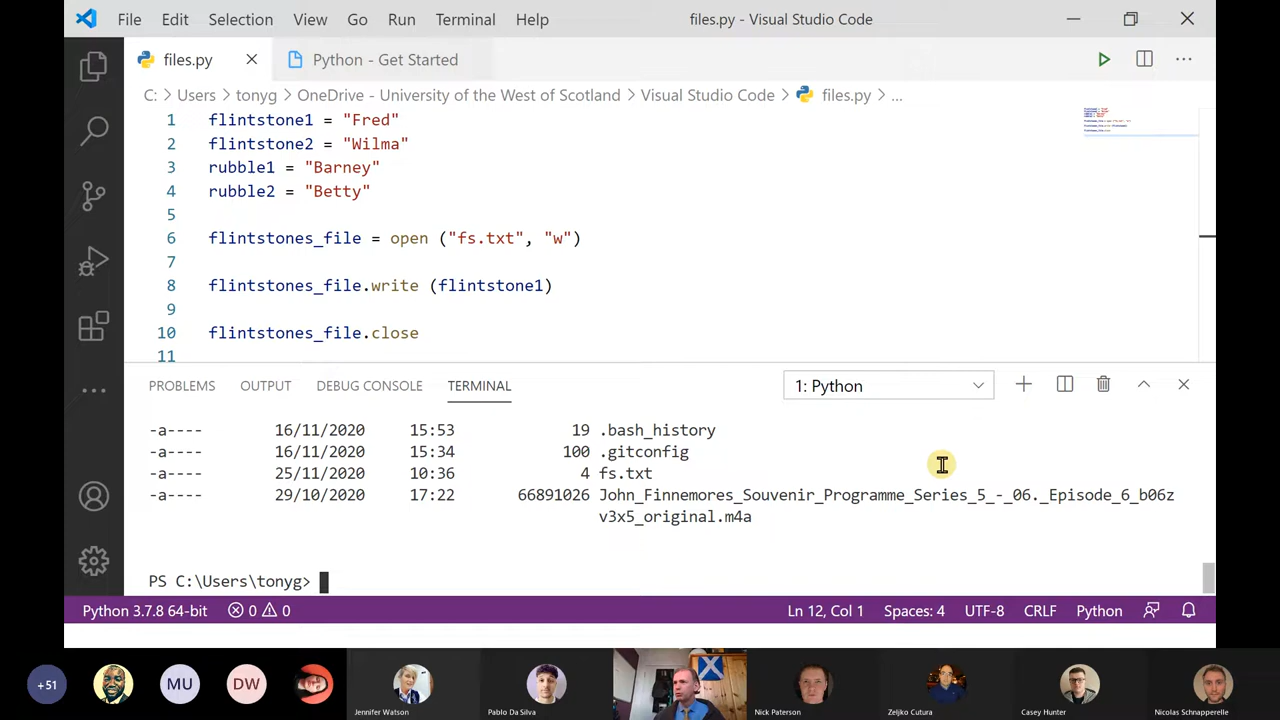 File Edit Selection View Go Run Terminal Help files.py - Visual Studio Code
files.py Python - Get Started
C: > Users > tonyg > OneDrive - University of the West of Scotland > Visual Studio Code > files.py > ...
1 flintstone1 = "Fred"
2 flintstone2 = "Wilma"
3 rubble1 = "Barney"
4 rubble2 = "Betty"
5
6 flintstones_file = open ("fs.txt", "w")
7
8 flintstones_file.write (flintstone1)
9
10 flintstones_file.close
11
PROBLEMS OUTPUT DEBUG CONSOLE TERMINAL 1: Python
-a---- 16/11/2020 15:53 19 .bash_history
-a---- 16/11/2020 15:34 100 .gitconfig
-a---- 25/11/2020 10:36 4 fs.txt
-a---- 29/10/2020 17:22 66891026 John_Finnemores_Souvenir_Programme_Series_5_-_06._Episode_6_b06z
v3x5_original.m4a
PS C:\Users\tonyg>
Python 3.7.8 64-bit 0 0 Ln 12, Col 1 Spaces: 4 UTF-8 CRLF Python
+51 MU DW
Jennifer Watson Pablo Da Silva Nick Paterson Zeljko Cutura Casey Hunter Nicolas Schnapperelle